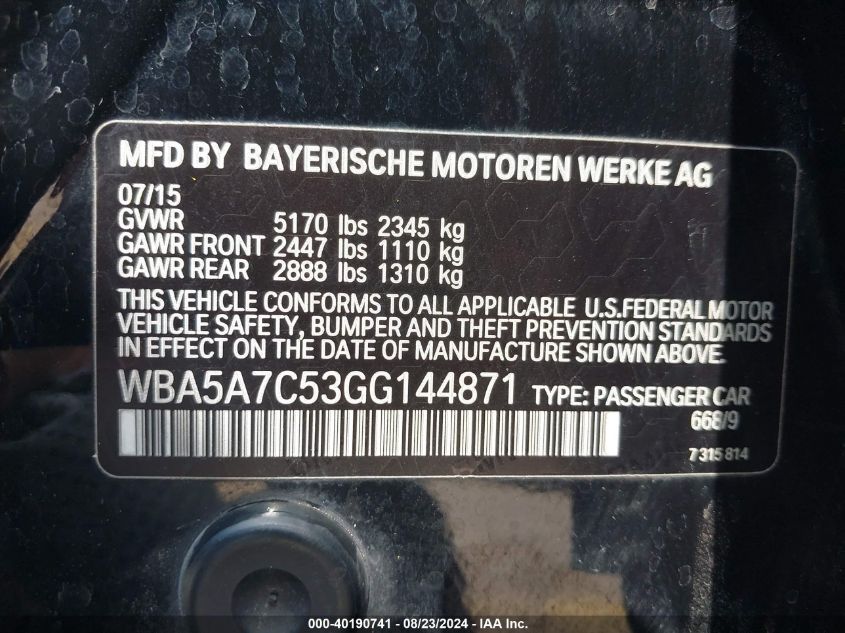 MFD BY BAYERISCHE MOTOREN WERKE AG
07/15
GVWR 5170 lbs 2345 kg
GAWR FRONT 2447 lbs 1110 kg
GAWR REAR 2888 lbs 1310 kg
THIS VEHICLE CONFORMS TO ALL APPLICABLE U.S.FEDERAL MOTOR
VEHICLE SAFETY, BUMPER AND THEFT PREVENTION STANDARDS
IN EFFECT ON THE DATE OF MANUFACTURE SHOWN ABOVE.
WBA5A7C53GG144871 TYPE: PASSENGER CAR
668/9
7315814
000-40190741 / 08/23/2024 - IAA Inc.